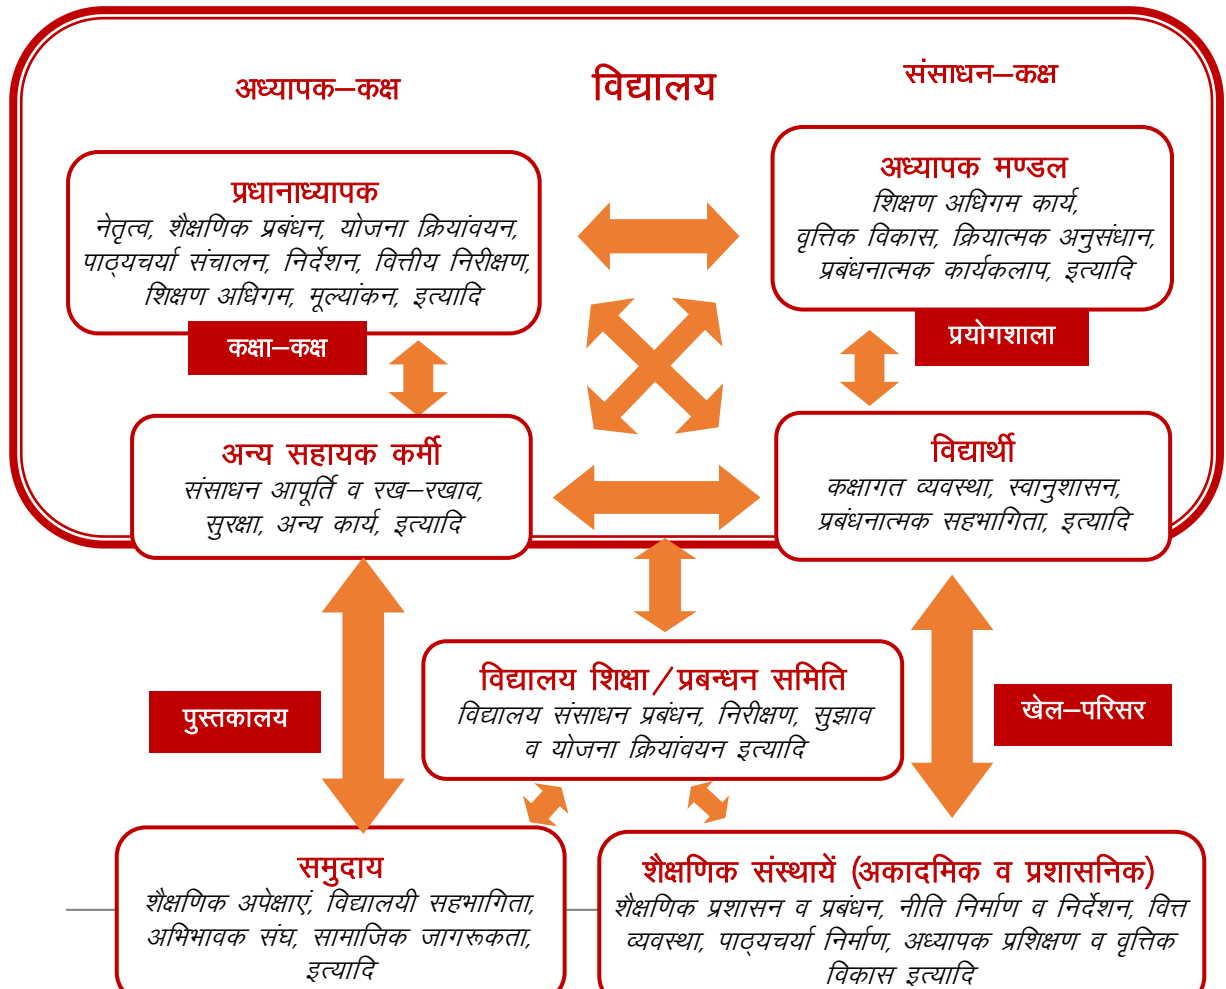 अध्यापक–कक्ष
विद्यालय
संसाधन–कक्ष
प्रधानाध्यापक
नेतृत्व, शैक्षणिक प्रबंधन, योजना क्रियांवयन,
पाठ्यचर्या संचालन, निर्देशन, वित्तीय निरीक्षण,
शिक्षण अधिगम, मूल्यांकन, इत्यादि
अध्यापक मण्डल
शिक्षण अधिगम कार्य,
वृत्तिक विकास, क्रियात्मक अनुसंधान,
प्रबंधनात्मक कार्यकलाप, इत्यादि
कक्षा–कक्ष
प्रयोगशाला
अन्य सहायक कर्मी
संसाधन आपूर्ति व रख–रखाव,
सुरक्षा, अन्य कार्य, इत्यादि
विद्यार्थी
कक्षागत व्यवस्था, स्वानुशासन,
प्रबंधनात्मक सहभागिता, इत्यादि
विद्यालय शिक्षा/प्रबन्धन समिति
विद्यालय संसाधन प्रबंधन, निरीक्षण, सुझाव
व योजना क्रियांवयन इत्यादि
पुस्तकालय
खेल–परिसर
समुदाय
शैक्षणिक अपेक्षाएं, विद्यालयी सहभागिता,
अभिभावक संघ, सामाजिक जागरूकता,
इत्यादि
शैक्षणिक संस्थायें (अकादमिक व प्रशासनिक)
शैक्षणिक प्रशासन व प्रबंधन, नीति निर्माण व निर्देशन, वित्त
व्यवस्था, पाठ्यचर्या निर्माण, अध्यापक प्रशिक्षण व वृत्तिक
विकास इत्यादि